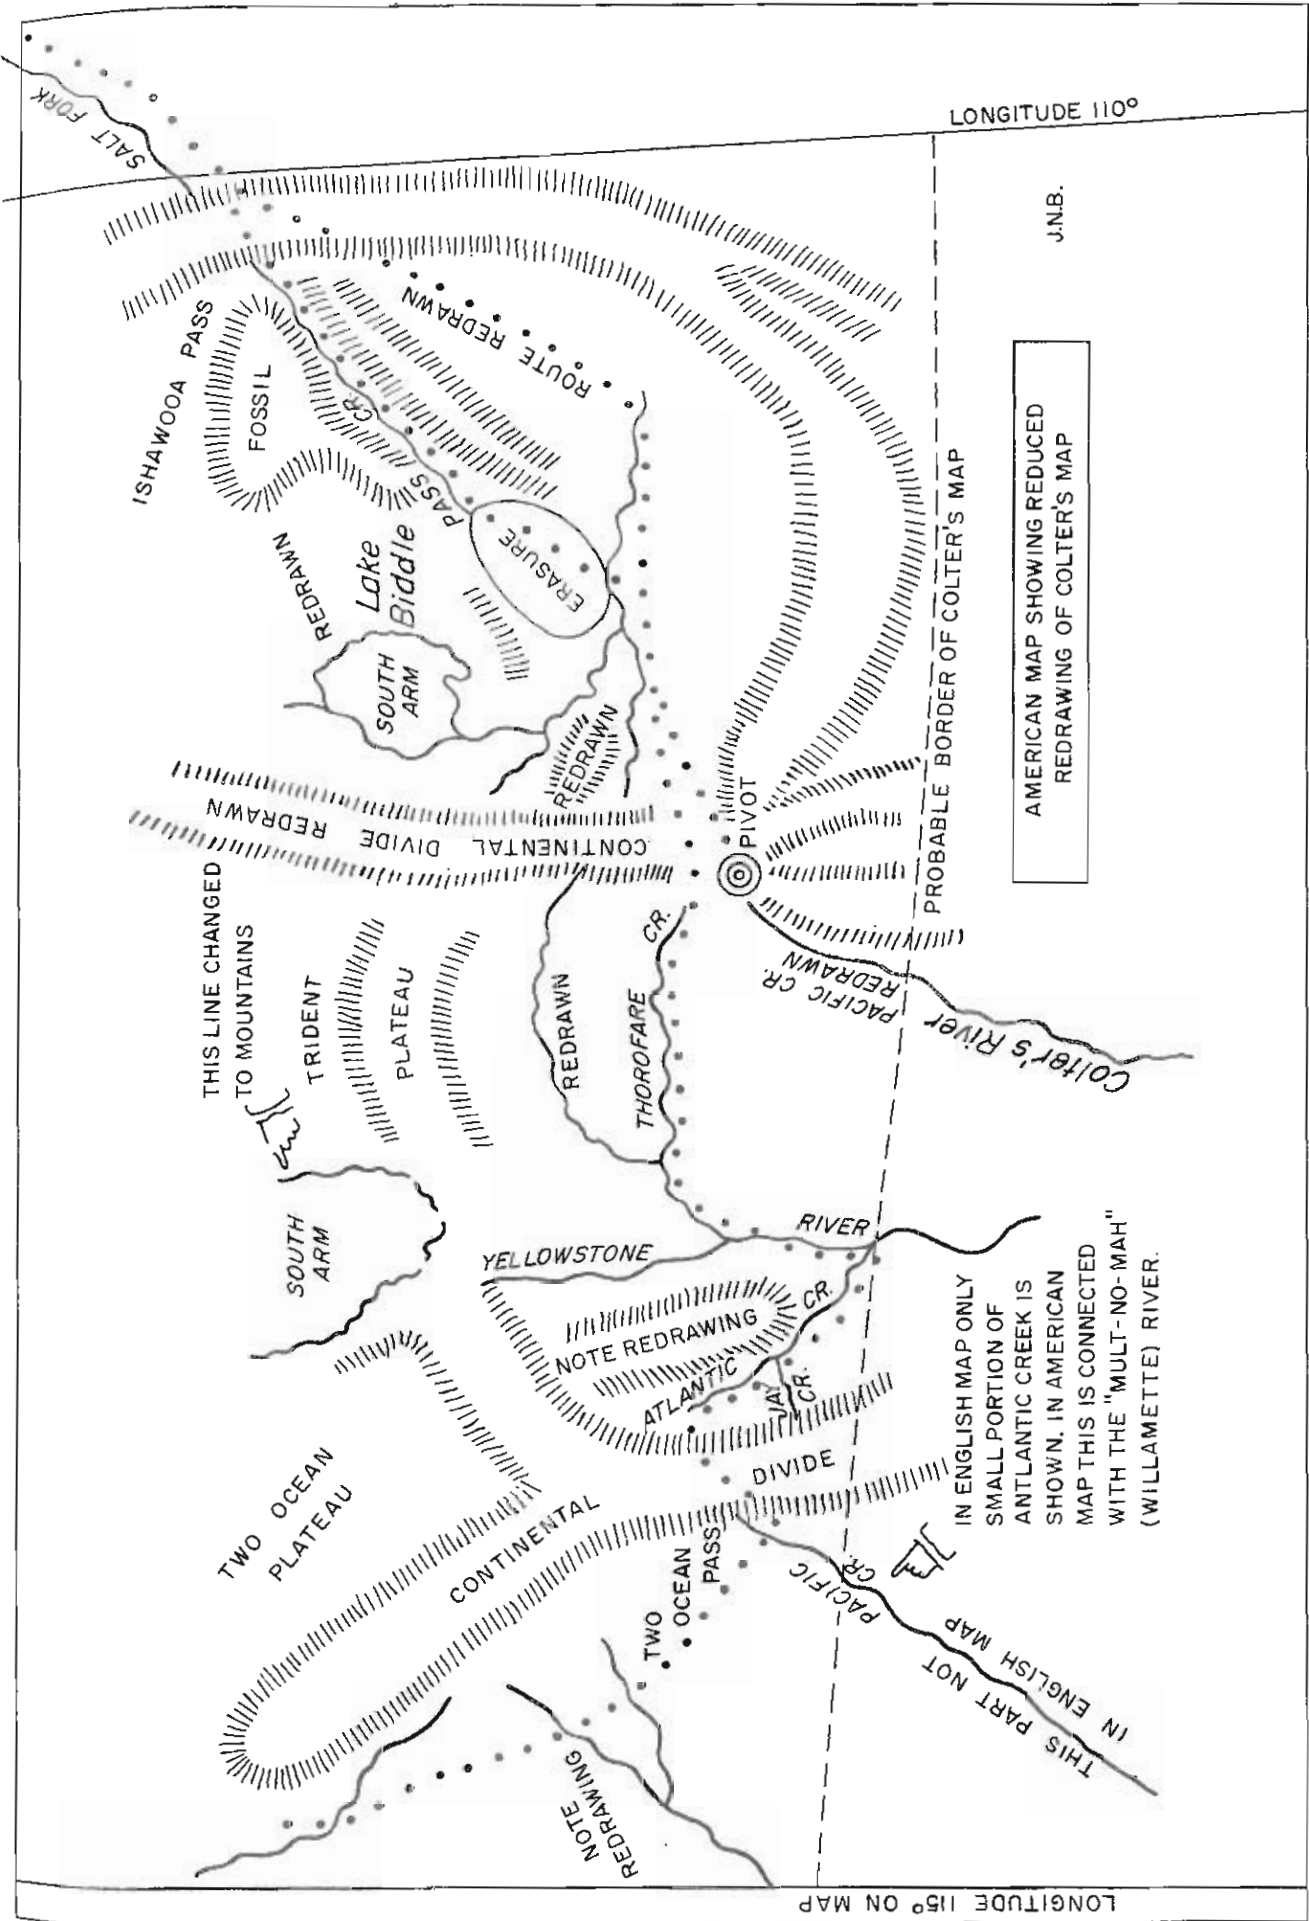 SALT FORK
LONGITUDE 110°
J.N.B.
ISHAWOOA PASS
FOSSIL
ROUTE REDRAWN
PASS CR.
REDRAWN
Lake
Biddle
ERASURE
SOUTH
ARM
REDRAWN
CONTINENTAL DIVIDE REDRAWN
PIVOT
PROBABLE BORDER OF COLTER'S MAP
AMERICAN MAP SHOWING REDUCED
REDRAWING OF COLTER'S MAP
THIS LINE CHANGED
TO MOUNTAINS
TRIDENT
PLATEAU
REDRAWN
THOROFARE CR.
PACIFIC CR.
REDRAWN
Colter's River
SOUTH
ARM
YELLOWSTONE RIVER
NOTE REDRAWING
ATLANTIC CR.
JAY
CR.
CONTINENTAL DIVIDE
TWO OCEAN
PLATEAU
TWO
OCEAN
PASS
PACIFIC CR.
THIS PART NOT
IN ENGLISH MAP
IN ENGLISH MAP ONLY
SMALL PORTION OF
ANTLANTIC CREEK IS
SHOWN. IN AMERICAN
MAP THIS IS CONNECTED
WITH THE "MULT-NO-MAH"
(WILLAMETTE) RIVER.
NOTE
REDRAWING
LONGITUDE 115° ON MAP